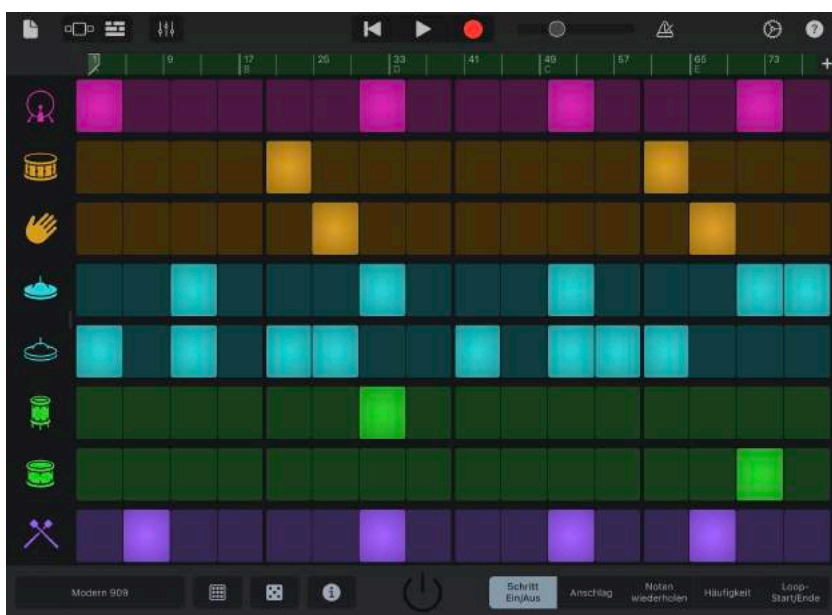 ?
1 9 17 25 33 41 49 57 65 73 +
A B D C E
Modern 909
i
Schritt
Ein/Aus
Anschlag
Noten
wiederholen
Häufigkeit
Loop-
Start/Ende